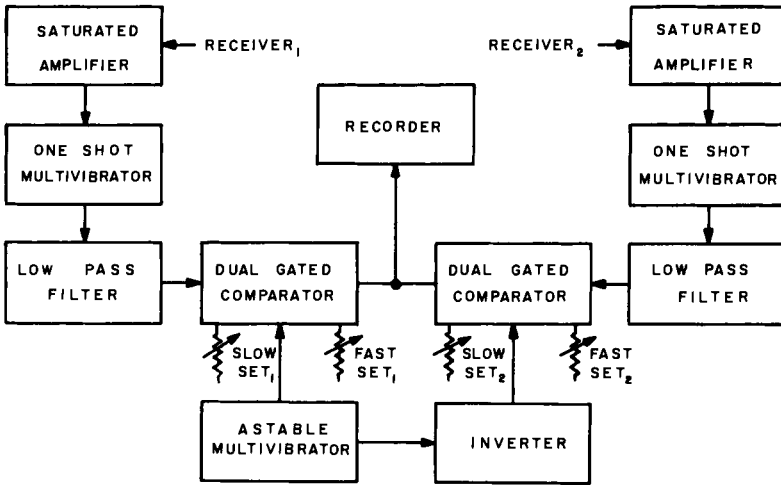 SATURATED
AMPLIFIER
RECEIVER₁
RECEIVER₂
SATURATED
AMPLIFIER
RECORDER
ONE SHOT
MULTIVIBRATOR
ONE SHOT
MULTIVIBRATOR
LOW PASS
FILTER
DUAL GATED
COMPARATOR
DUAL GATED
COMPARATOR
LOW PASS
FILTER
SLOW
SET₁
FAST
SET₁
SLOW
SET₂
FAST
SET₂
ASTABLE
MULTIVIBRATOR
INVERTER